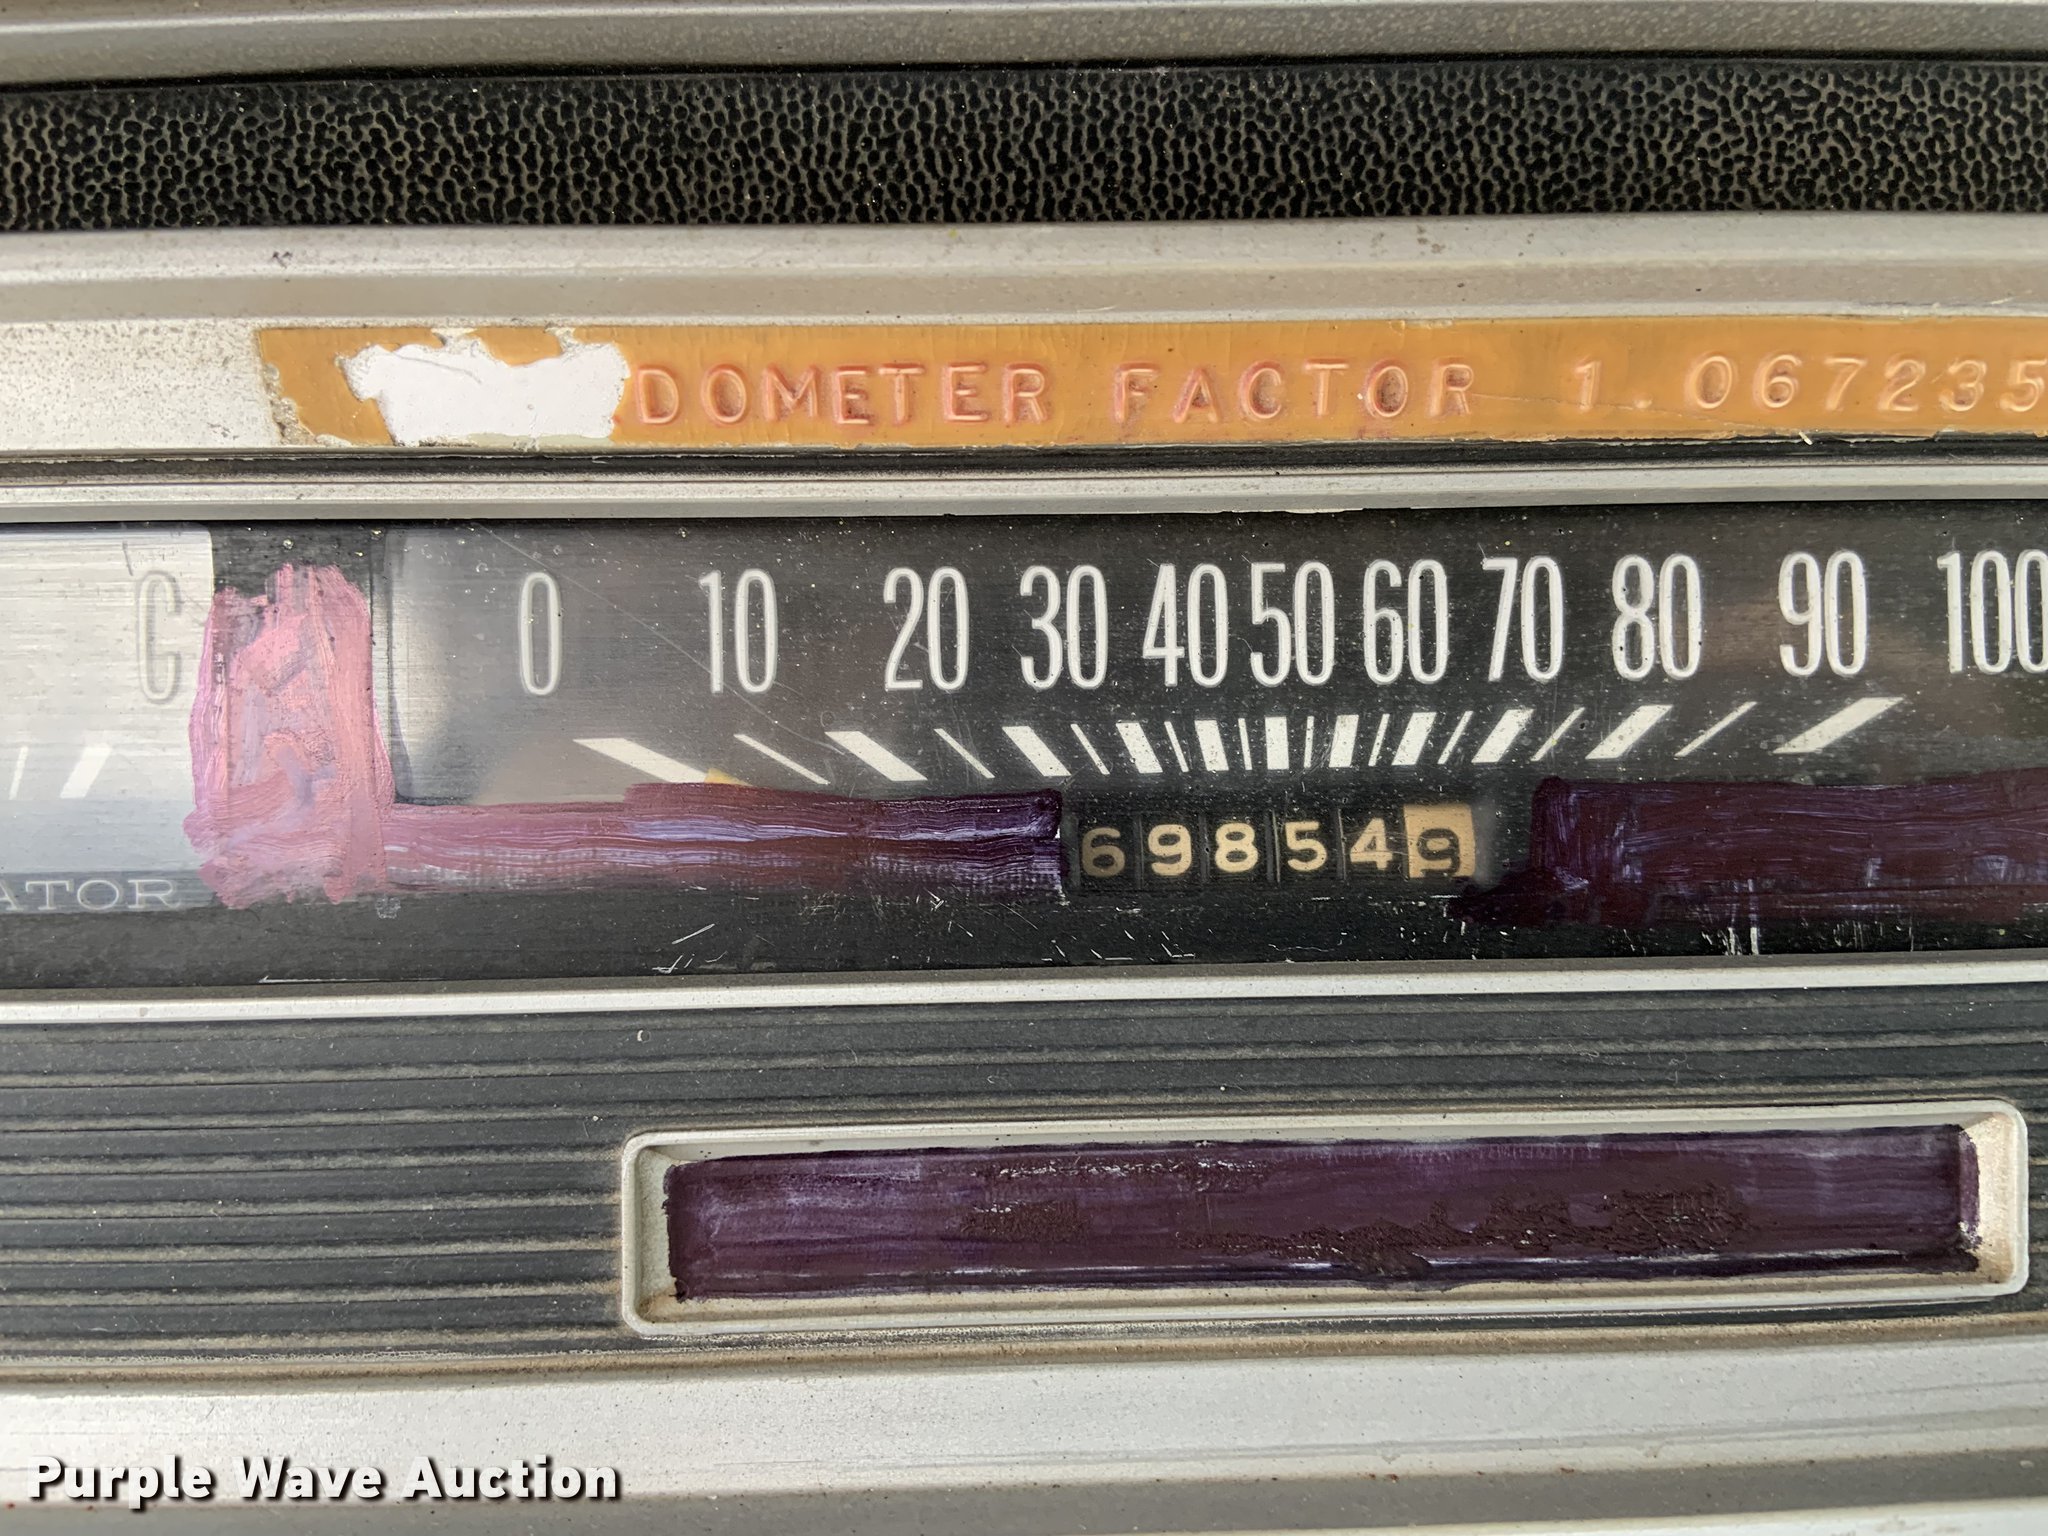 DOMETER FACTOR 1.067235
C 0 10 20 30 40 50 60 70 80 90 100
698549
ATOR
Purple Wave Auction